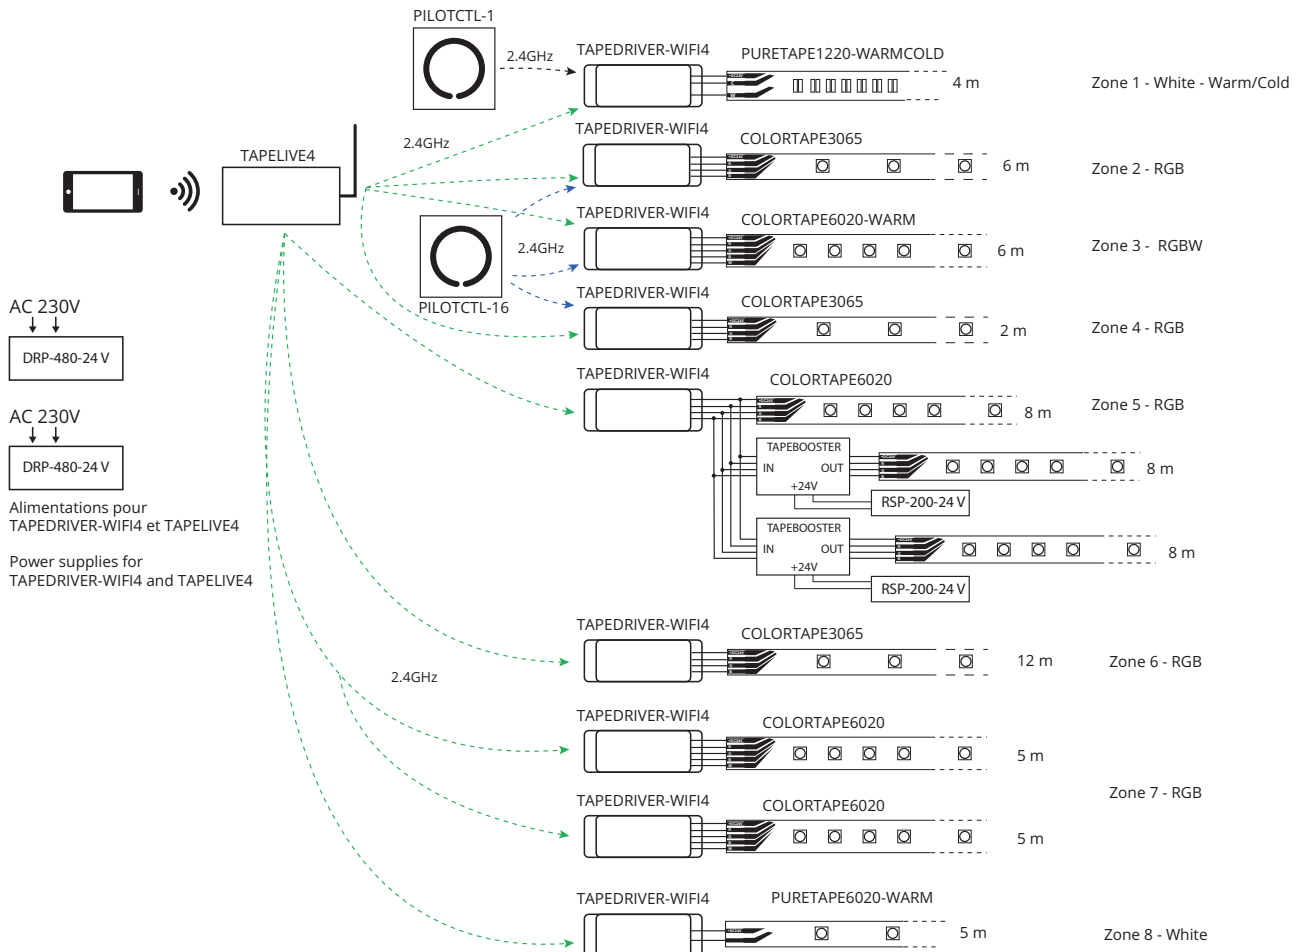 PILOTCTL-1
2.4GHz
TAPEDRIVER-WIFI4
PURETAPE1220-WARMCOLD
4 m
Zone 1 - White - Warm/Cold
TAPELIVE4
2.4GHz
TAPEDRIVER-WIFI4
COLORTAPE3065
6 m
Zone 2 - RGB
TAPEDRIVER-WIFI4
COLORTAPE6020-WARM
6 m
Zone 3 - RGBW
2.4GHz
PILOTCTL-16
TAPEDRIVER-WIFI4
COLORTAPE3065
2 m
Zone 4 - RGB
AC 230V
DRP-480-24 V
AC 230V
DRP-480-24 V
Alimentations pour
TAPEDRIVER-WIFI4 et TAPELIVE4
Power supplies for
TAPEDRIVER-WIFI4 and TAPELIVE4
TAPEDRIVER-WIFI4
COLORTAPE6020
8 m
Zone 5 - RGB
TAPEBOOSTER
IN OUT
+24V
8 m
RSP-200-24 V
TAPEBOOSTER
IN OUT
+24V
8 m
RSP-200-24 V
TAPEDRIVER-WIFI4
COLORTAPE3065
12 m
Zone 6 - RGB
2.4GHz
TAPEDRIVER-WIFI4
COLORTAPE6020
5 m
Zone 7 - RGB
TAPEDRIVER-WIFI4
COLORTAPE6020
5 m
TAPEDRIVER-WIFI4
PURETAPE6020-WARM
5 m
Zone 8 - White